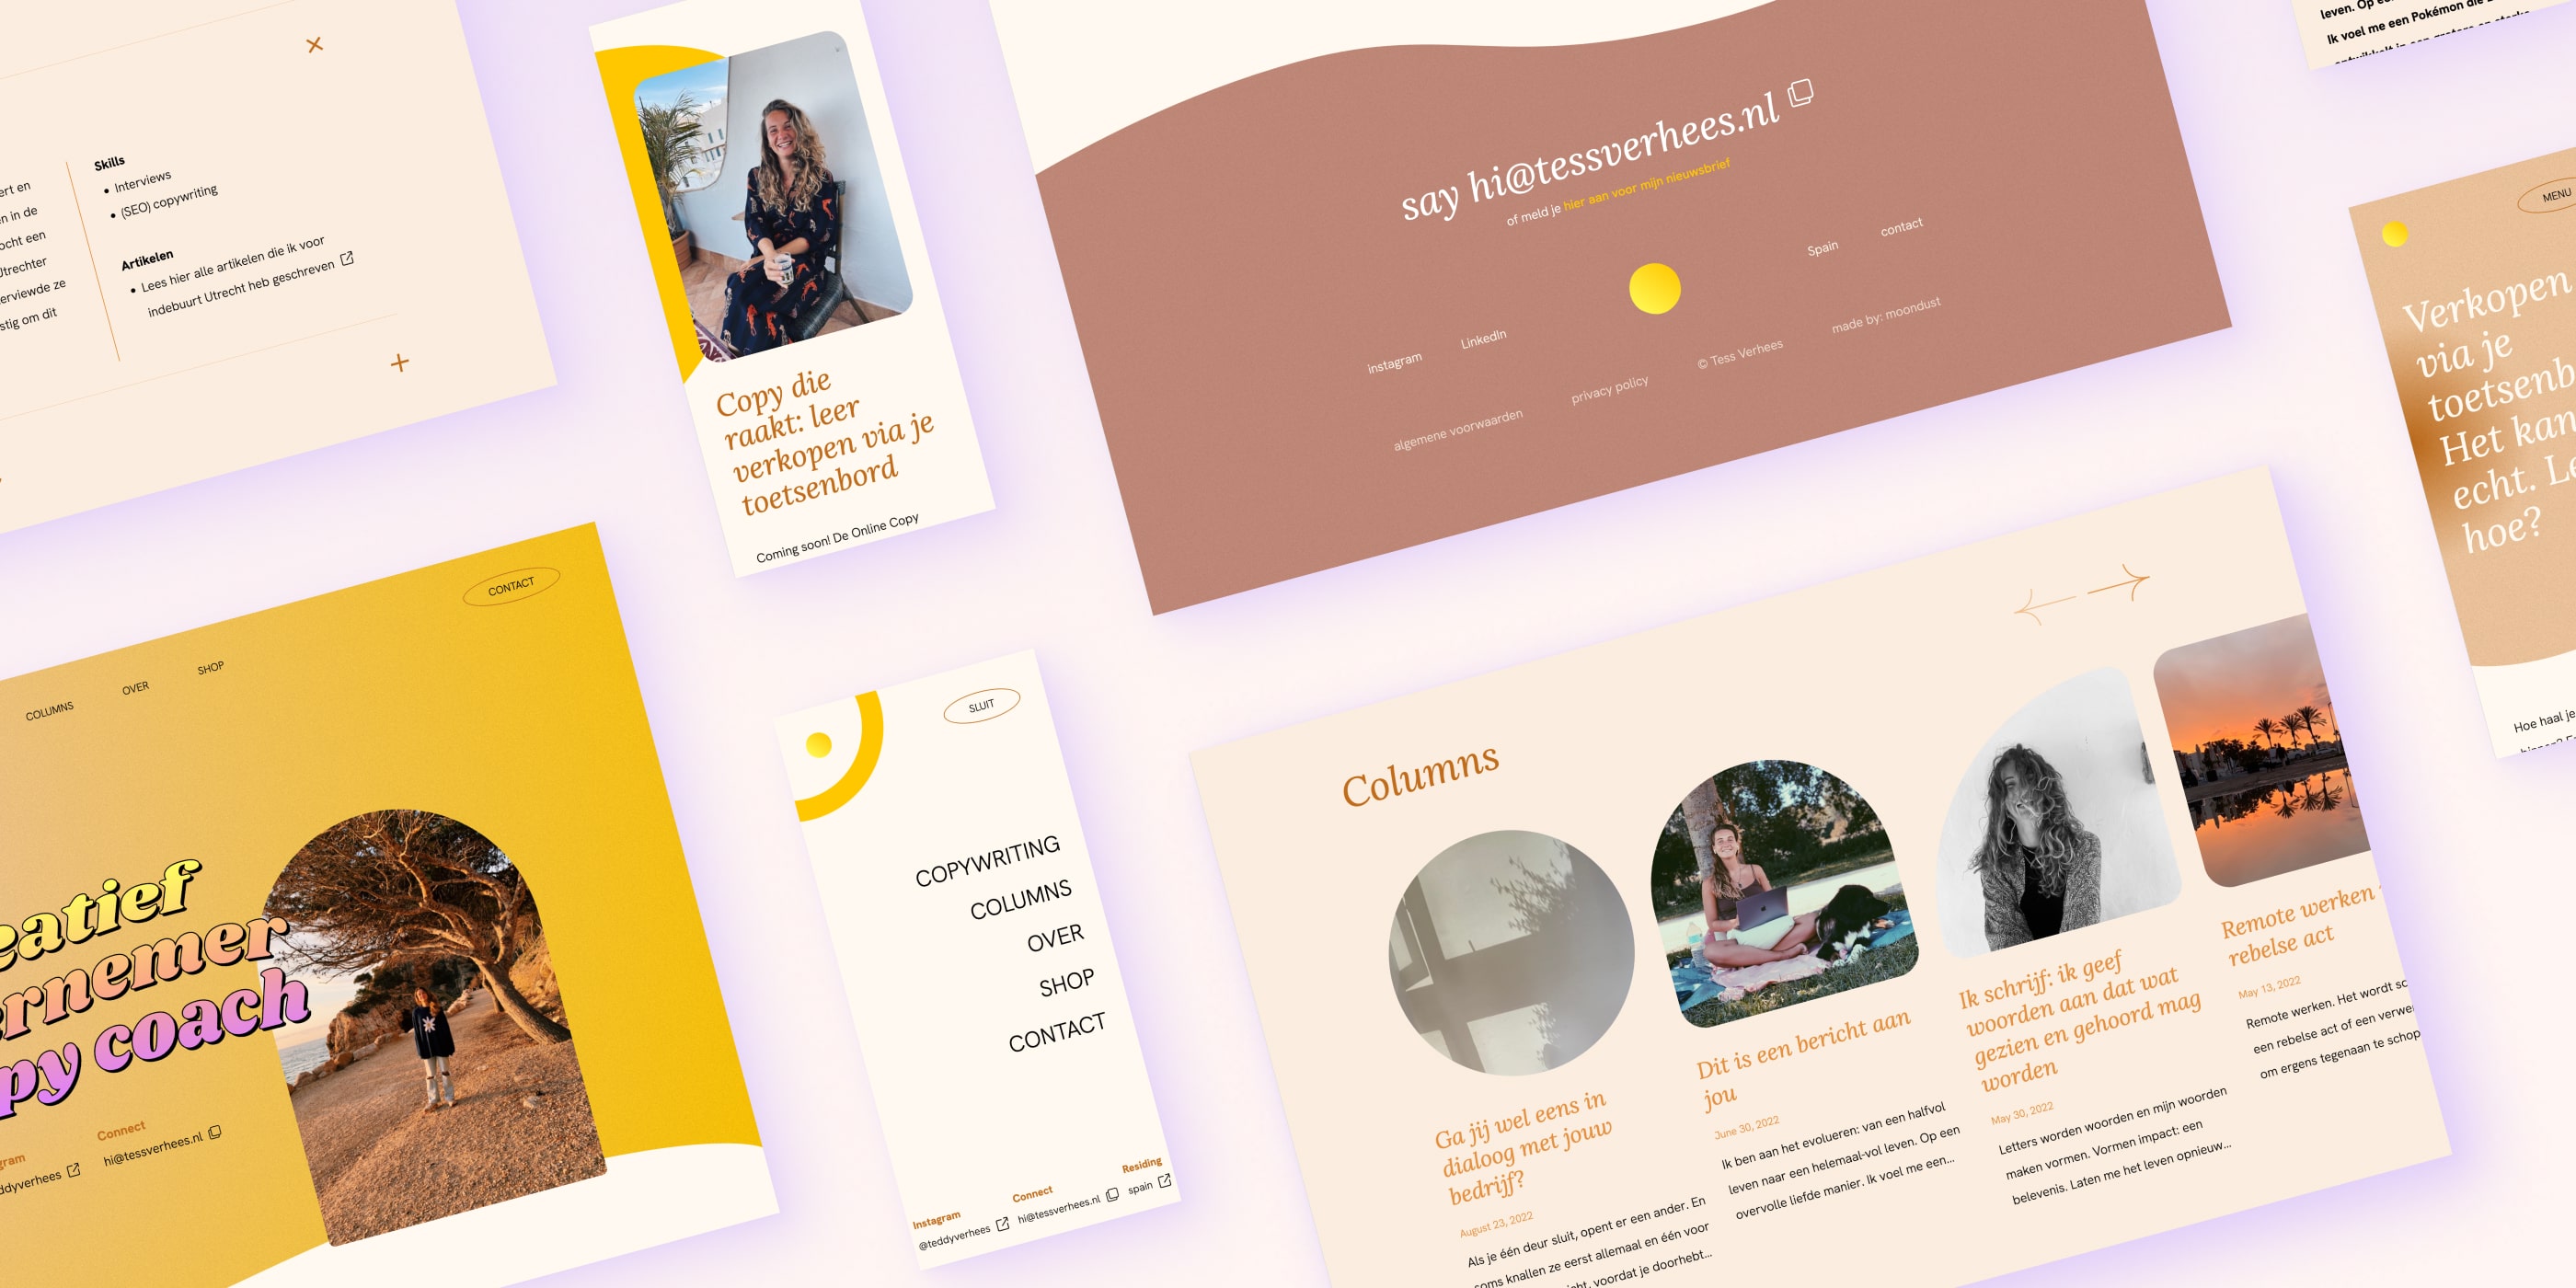 ert en
en in de
ocht een
Utrechter
erviewde ze
stig om dit
Skills
Interviews
(SEO) copywriting
Artikelen
Lees hier alle artikelen die ik voor
indebuurt Utrecht heb geschreven
Copy die
raakt: leer
verkopen via je
toetsenbord
Coming soon! De Online Copy
say hi@tessverhees.nl
of meld je hier aan voor mijn nieuwsbrief
instagram
LinkedIn
Spain
contact
algemene voorwaarden
privacy policy
© Tess Verhees
made by: moondust
leven. Op e
Ik voel me een Pokémon die
MENU
Verkopen
via je
toetsenb
Het kan
echt. Le
hoe?
Hoe haal je
COLUMNS
OVER
SHOP
CONTACT
eatief
ernemer
py coach
gram
ddyverhees
Connect
hi@tessverhees.nl
SLUIT
COPYWRITING
COLUMNS
OVER
SHOP
CONTACT
Instagram
@teddyverhees
Connect
hi@tessverhees.nl
Residing
spain
Columns
Ga jij wel eens in
dialoog met jouw
bedrijf?
August 23, 2022
Als je één deur sluit, opent er een ander. En
soms knallen ze eerst allemaal en één voor
voordat je doorhebt...
Dit is een bericht aan
jou
June 30, 2022
Ik ben aan het evolueren: van een halfvol
leven naar een helemaal-vol leven. Op een
overvolle liefde manier. Ik voel me een...
Ik schrijf: ik geef
woorden aan dat wat
gezien en gehoord mag
worden
May 30, 2022
Letters worden woorden en mijn woorden
maken vormen. Vormen impact: een
belevenis. Laten me het leven opnieuw...
Remote werken
rebelse act
May 13, 2022
Remote werken. Het wordt sc
een rebelse act of een verwe
om ergens tegenaan te schop